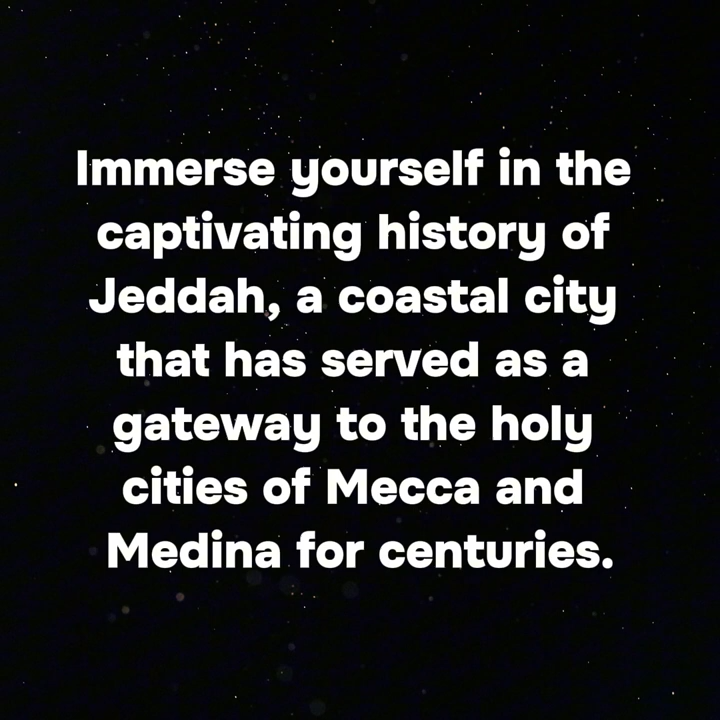 Immerse yourself in the
captivating history of
Jeddah, a coastal city
that has served as a
gateway to the holy
cities of Mecca and
Medina for centuries.